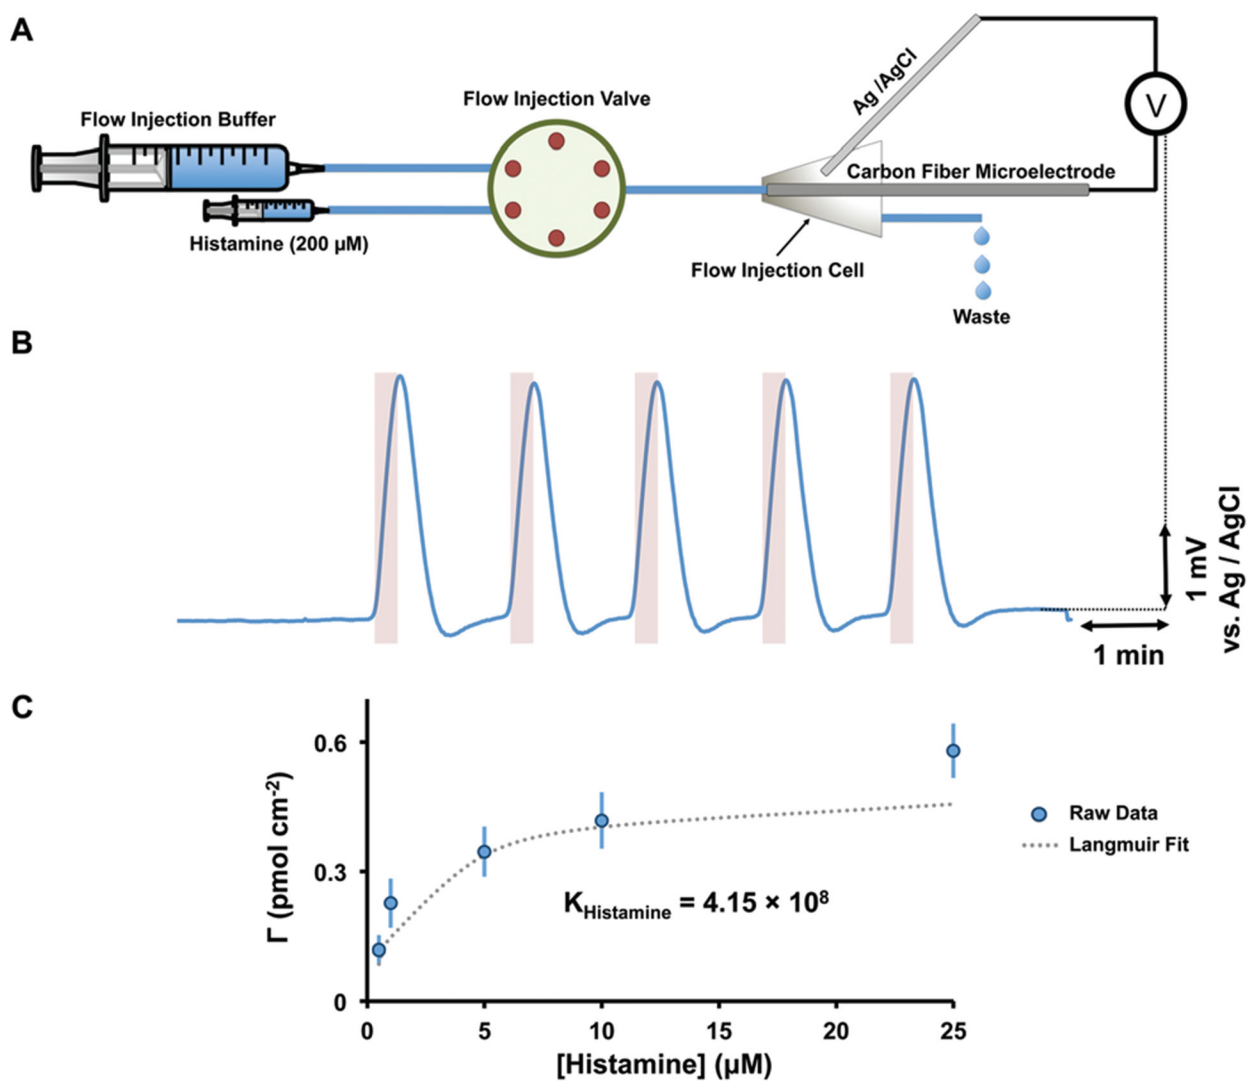 A
Flow Injection Buffer
Histamine (200 µM)
Flow Injection Valve
Ag /AgCl
V
Carbon Fiber Microelectrode
Flow Injection Cell
Waste
B
1 mV
vs. Ag / AgCl
1 min
C
Γ (pmol cm-2)
0.6
0.3
0
0 5 10 15 20 25
[Histamine] (µM)
KHistamine = 4.15 × 10⁸
Raw Data
Langmuir Fit